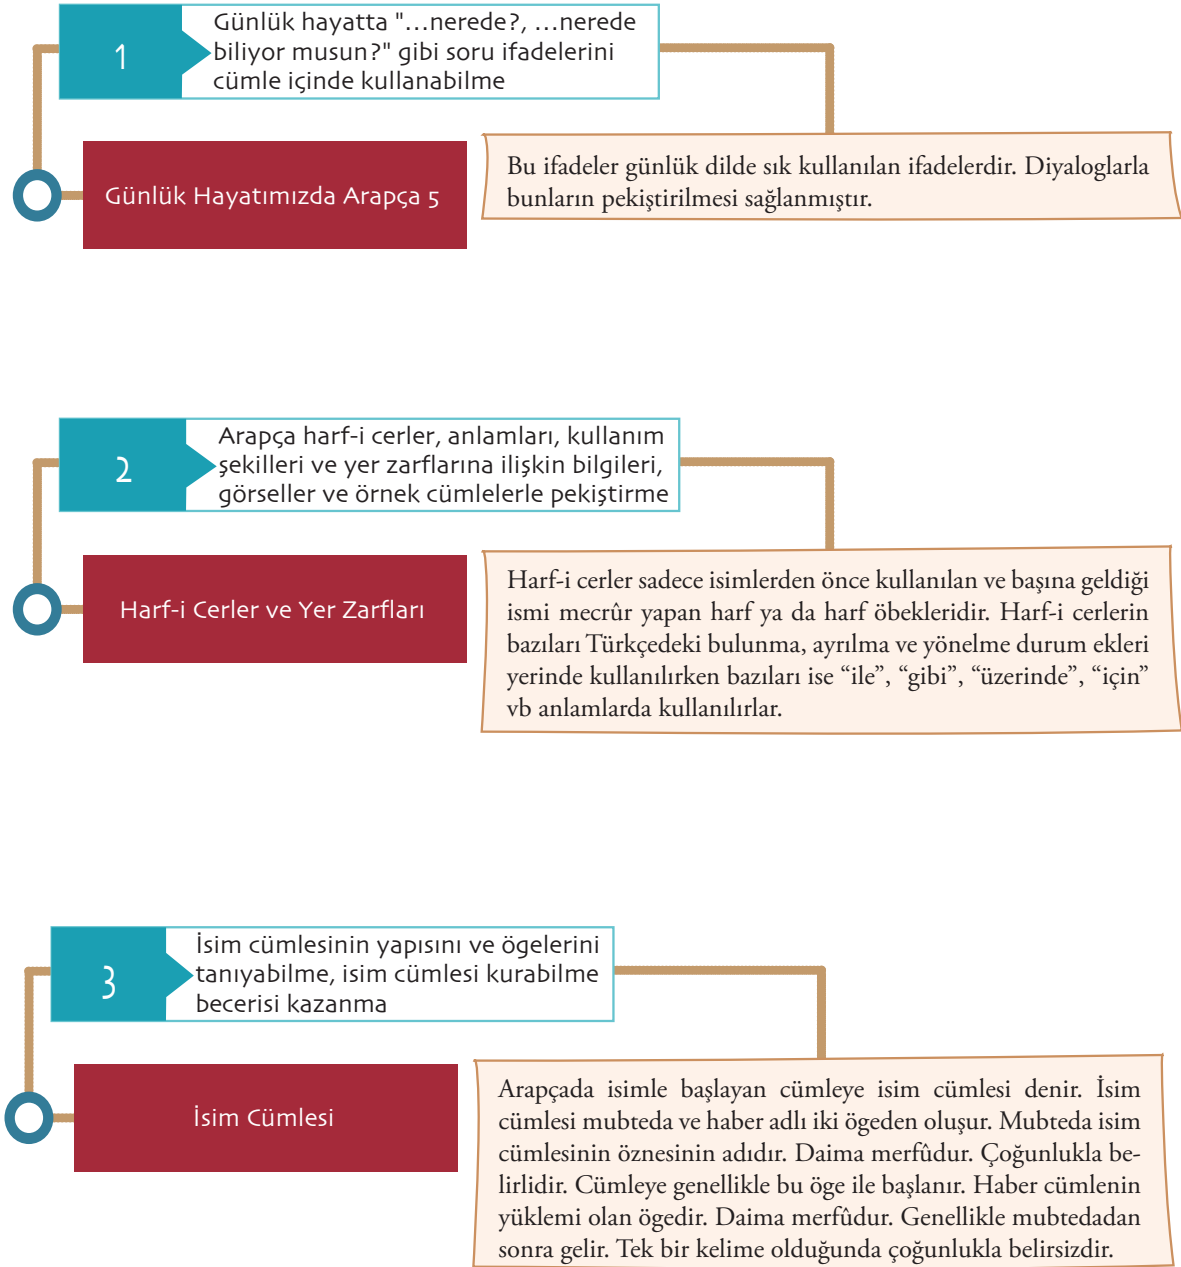 1
Günlük hayatta "...nerede?, ...nerede
biliyor musun?" gibi soru ifadelerini
cümle içinde kullanabilme
Günlük Hayatımızda Arapça 5
Bu ifadeler günlük dilde sık kullanılan ifadelerdir. Diyaloglarla
bunların pekiştirilmesi sağlanmıştır.
2
Arapça harf-i cerler, anlamları, kullanım
şekilleri ve yer zarflarına ilişkin bilgileri,
görseller ve örnek cümlelerle pekiştirme
Harf-i Cerler ve Yer Zarfları
Harf-i cerler sadece isimlerden önce kullanılan ve başına geldiği
ismi mecrûr yapan harf ya da harf öbekleridir. Harf-i cerlerin
bazıları Türkçedeki bulunma, ayrılma ve yönelme durum ekleri
yerinde kullanılırken bazıları ise “ile”, “gibi”, “üzerinde”, “için”
vb anlamlarda kullanılırlar.
3
İsim cümlesinin yapısını ve ögelerini
tanıyabilme, isim cümlesi kurabilme
becerisi kazanma
İsim Cümlesi
Arapçada isimle başlayan cümleye isim cümlesi denir. İsim
cümlesi mubteda ve haber adlı iki ögeden oluşur. Mubteda isim
cümlesinin öznesinin adıdır. Daima merfûdur. Çoğunlukla be-
lirlidir. Cümleye genellikle bu öge ile başlanır. Haber cümlenin
yüklemi olan ögedir. Daima merfûdur. Genellikle mubtedadan
sonra gelir. Tek bir kelime olduğunda çoğunlukla belirsizdir.